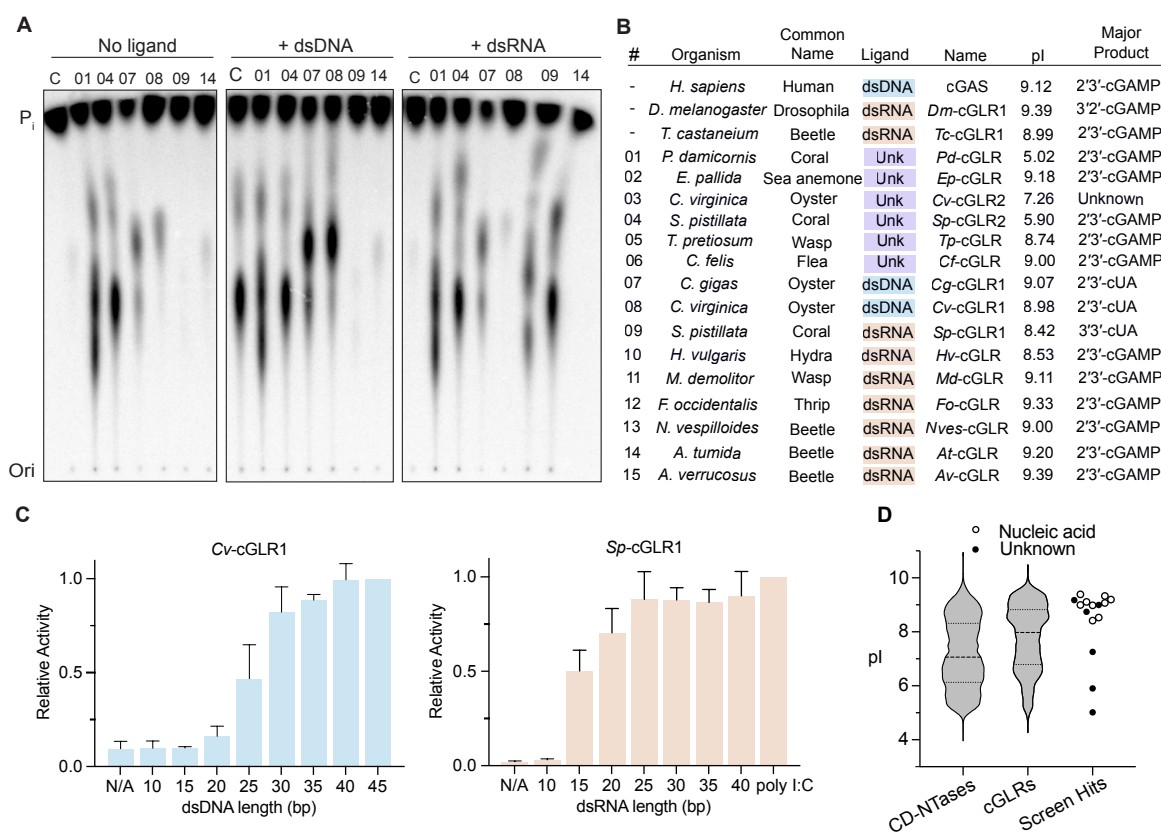 A
No ligand
+ dsDNA
+ dsRNA
C 01 04 07 08 09 14
C 01 04 07 08 09 14
C 01 04 07 08 09 14
Pi
Ori
B
# Organism Common Name Ligand Name pI Major Product
- H. sapiens Human dsDNA cGAS 9.12 2′3′-cGAMP
- D. melanogaster Drosophila dsRNA Dm-cGLR1 9.39 3′2′-cGAMP
- T. castaneium Beetle dsRNA Tc-cGLR1 8.99 2′3′-cGAMP
01 P. damicornis Coral Unk Pd-cGLR 5.02 2′3′-cGAMP
02 E. pallida Sea anemone Unk Ep-cGLR 9.18 2′3′-cGAMP
03 C. virginica Oyster Unk Cv-cGLR2 7.26 Unknown
04 S. pistillata Coral Unk Sp-cGLR2 5.90 2′3′-cGAMP
05 T. pretiosum Wasp Unk Tp-cGLR 8.74 2′3′-cGAMP
06 C. felis Flea Unk Cf-cGLR 9.00 2′3′-cGAMP
07 C. gigas Oyster dsDNA Cg-cGLR1 9.07 2′3′-cUA
08 C. virginica Oyster dsDNA Cv-cGLR1 8.98 2′3′-cUA
09 S. pistillata Coral dsRNA Sp-cGLR1 8.42 3′3′-cUA
10 H. vulgaris Hydra dsRNA Hv-cGLR 8.53 2′3′-cGAMP
11 M. demolitor Wasp dsRNA Md-cGLR 9.11 2′3′-cGAMP
12 F. occidentalis Thrip dsRNA Fo-cGLR 9.33 2′3′-cGAMP
13 N. vespilloides Beetle dsRNA Nves-cGLR 9.00 2′3′-cGAMP
14 A. tumida Beetle dsRNA At-cGLR 9.20 2′3′-cGAMP
15 A. verrucosus Beetle dsRNA Av-cGLR 9.39 2′3′-cGAMP
C
Cv-cGLR1
Relative Activity
1.0
0.5
0.0
N/A 10 15 20 25 30 35 40 45
dsDNA length (bp)
Sp-cGLR1
Relative Activity
1.0
0.5
0.0
N/A 10 15 20 25 30 35 40 poly I:C
dsRNA length (bp)
D
Nucleic acid
Unknown
pI
10
8
6
4
CD-NTases
cGLRs
Screen Hits